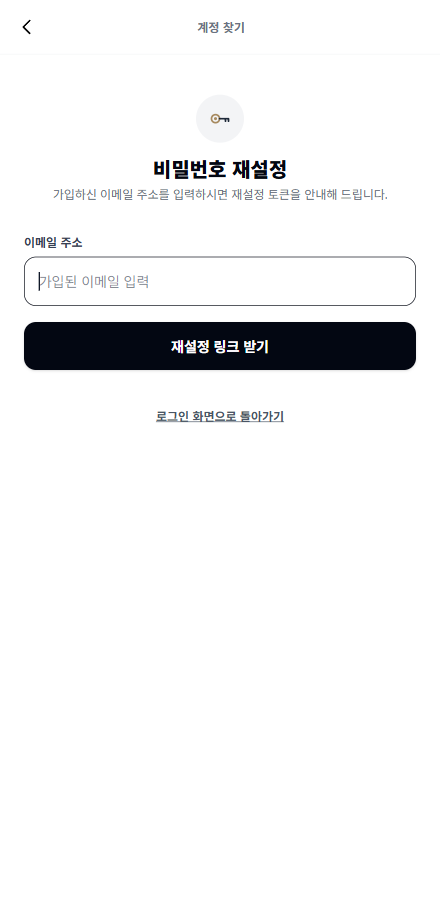 계정 찾기
비밀번호 재설정
가입하신 이메일 주소를 입력하시면 재설정 토큰을 안내해 드립니다.
이메일 주소
가입된 이메일 입력
재설정 링크 받기
로그인 화면으로 돌아가기